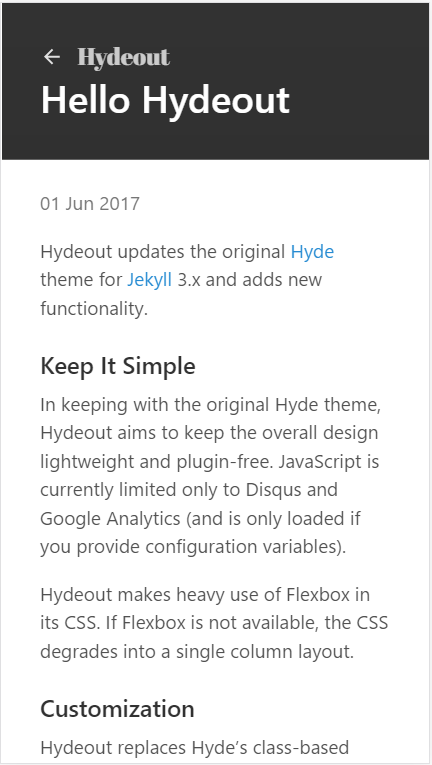 ← Hydeout
Hello Hydeout
01 Jun 2017
Hydeout updates the original Hyde
theme for Jekyll 3.x and adds new
functionality.
Keep It Simple
In keeping with the original Hyde theme,
Hydeout aims to keep the overall design
lightweight and plugin-free. JavaScript is
currently limited only to Disqus and
Google Analytics (and is only loaded if
you provide configuration variables).
Hydeout makes heavy use of Flexbox in
its CSS. If Flexbox is not available, the CSS
degrades into a single column layout.
Customization
Hydeout replaces Hyde’s class-based